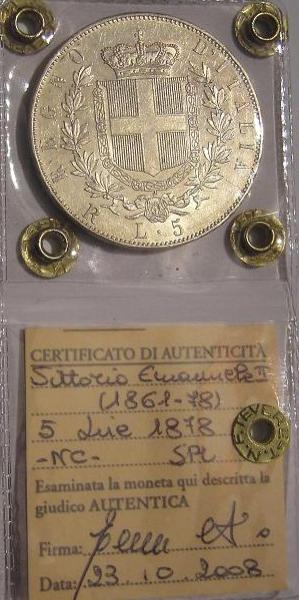 REGNO D'ITALIA
R L.5
CERTIFICATO DI AUTENTICITÀ
Vittorio Emanuele II
(1861-78)
5 Lire 1878
-NC- SPL
Esaminata la moneta qui descritta la
giudico AUTENTICA
Firma:
Data: 23.10.2008